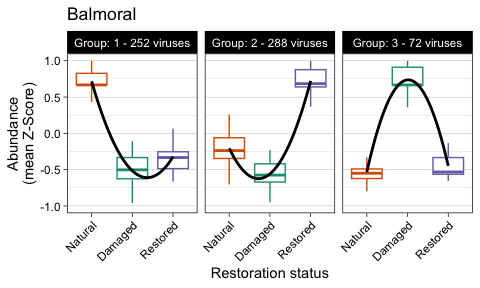 Balmoral
Group: 1 - 252 viruses
Group: 2 - 288 viruses
Group: 3 - 72 viruses
Abundance
(mean Z-Score)
1.0
0.5
0.0
-0.5
-1.0
Natural
Damaged
Restored
Natural
Damaged
Restored
Natural
Damaged
Restored
Restoration status